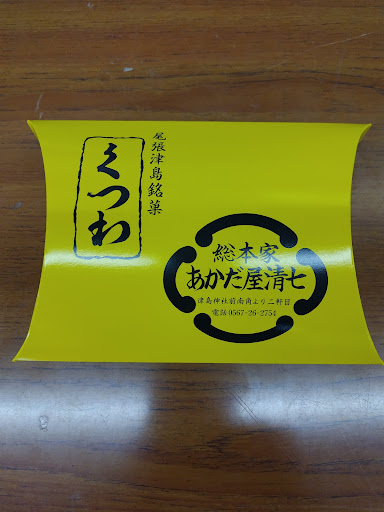 尾張津島銘菓
くつわ
総本家
あかだ屋清七
津島神社前南角より二軒目
電話0567-26-2754